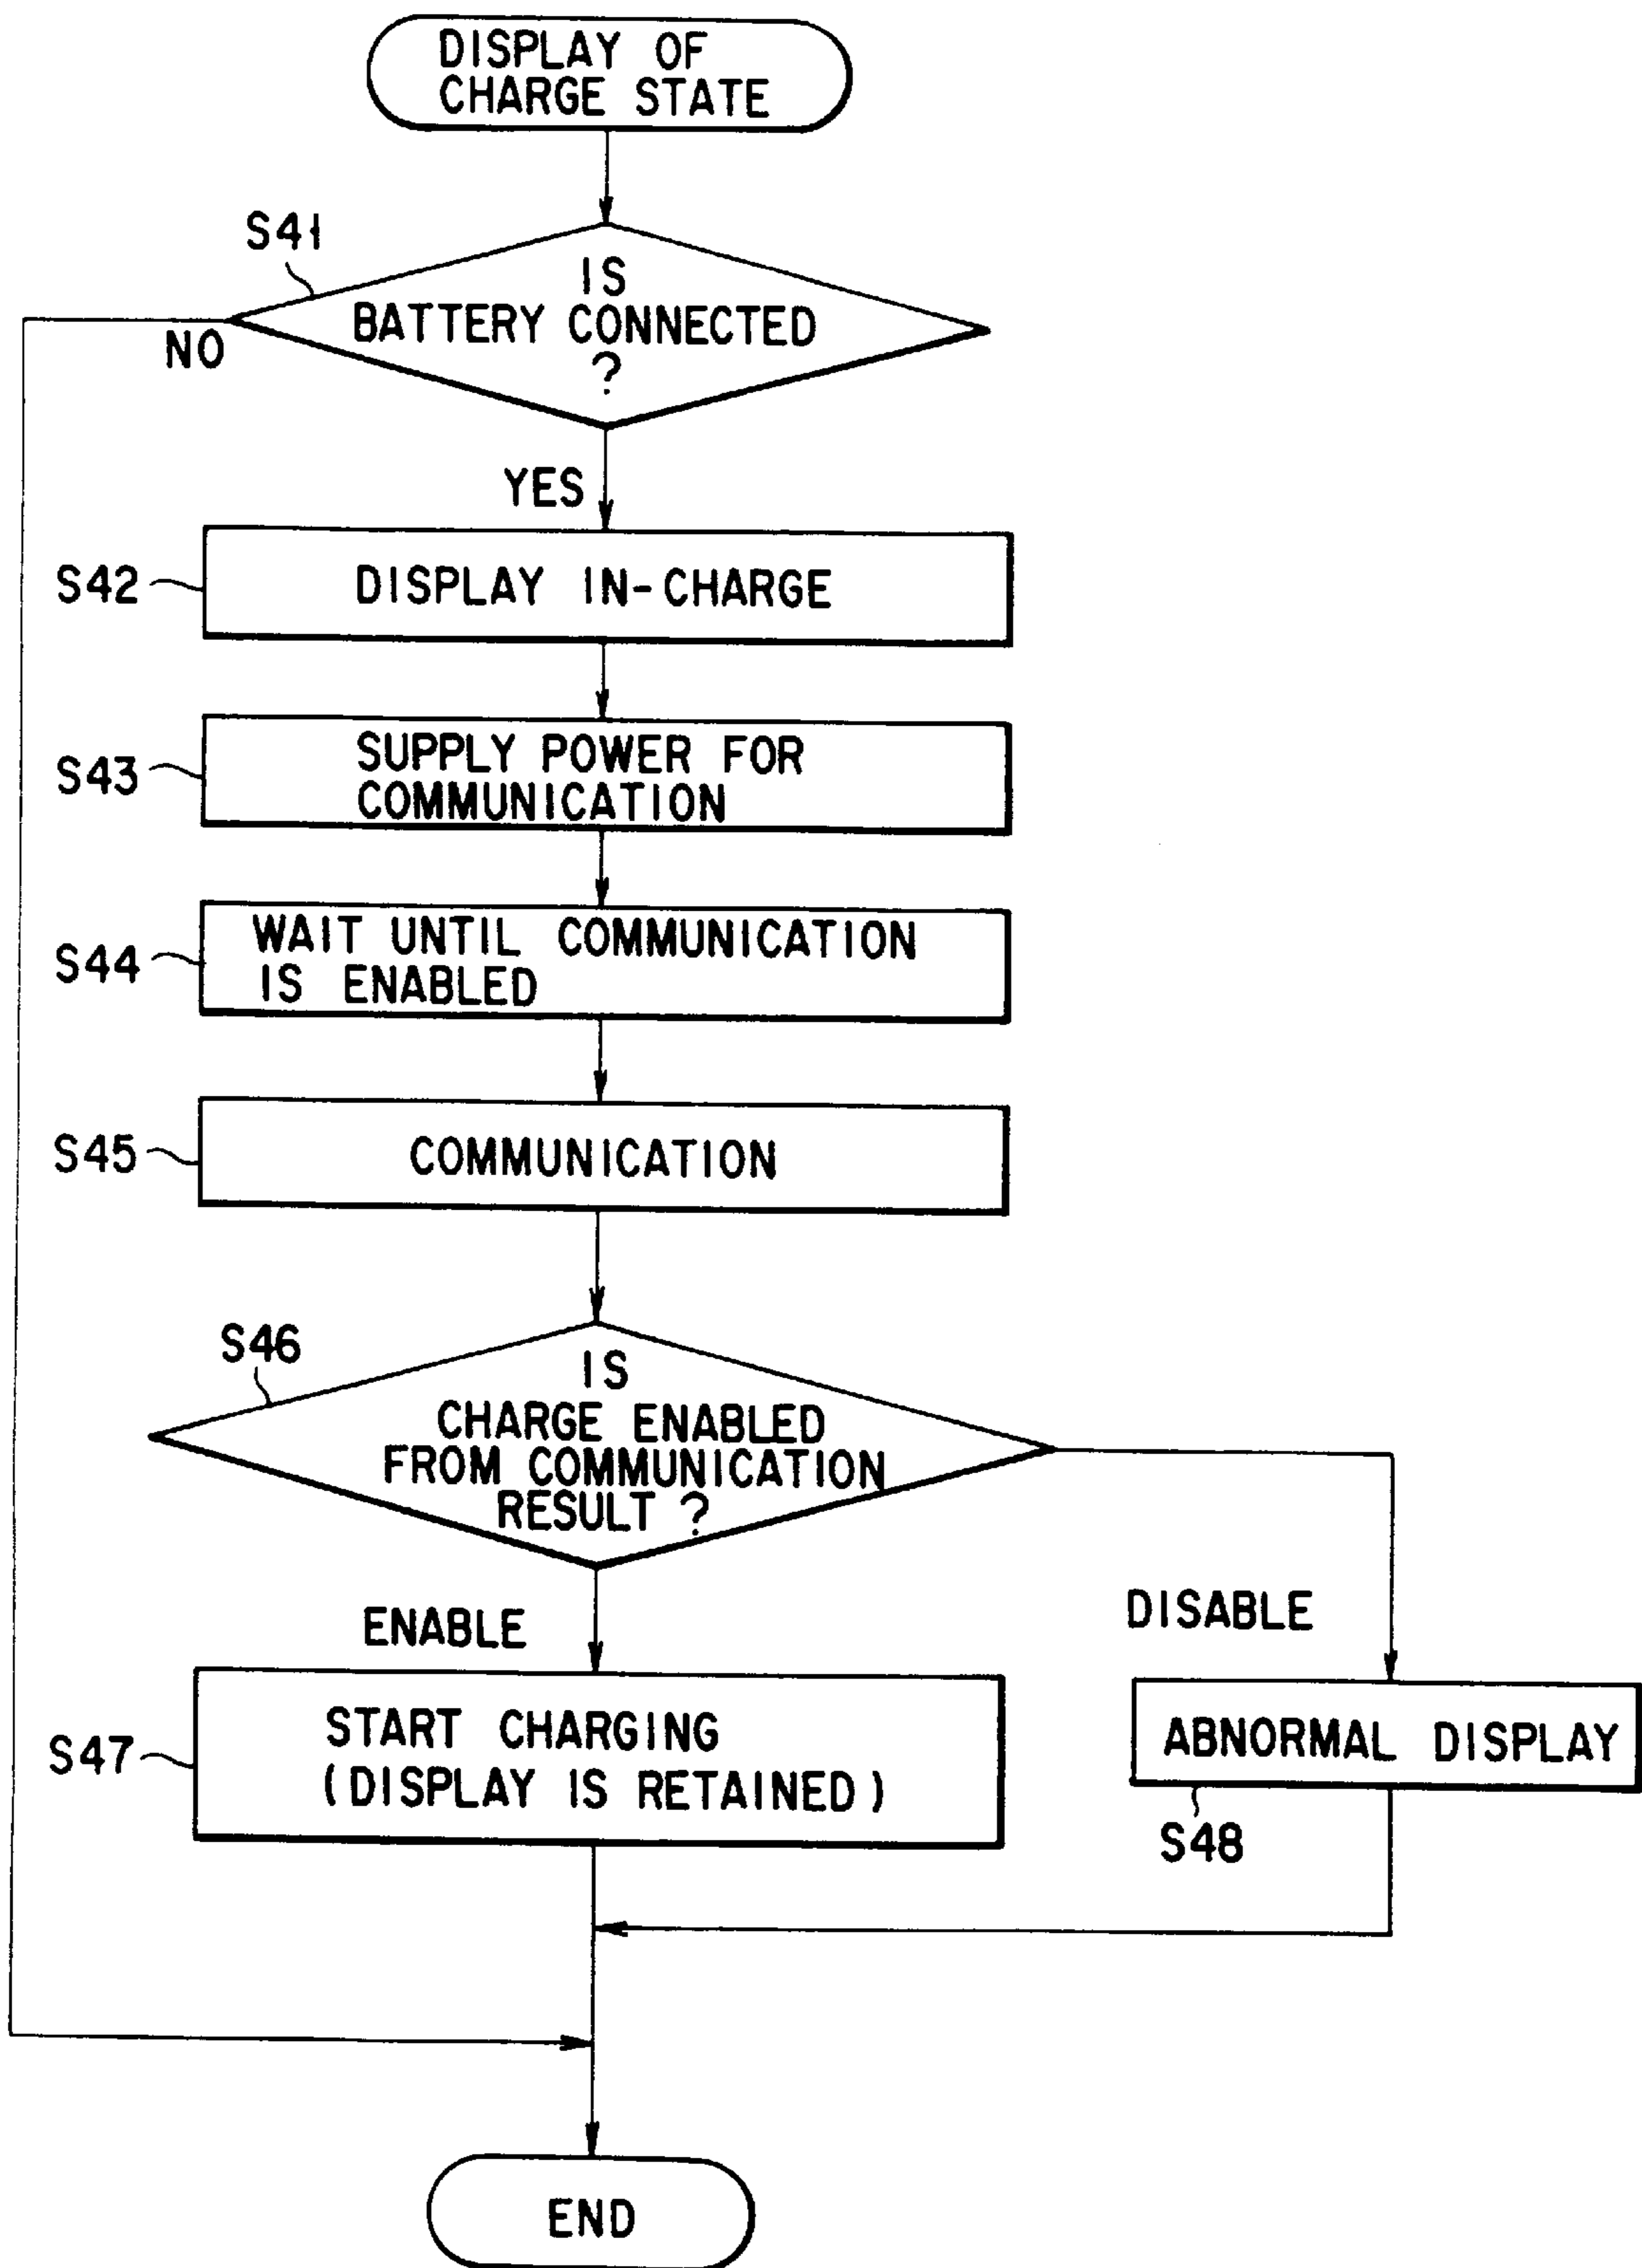 DISPLAY OF
CHARGE STATE
S41
IS
BATTERY CONNECTED
?
NO
YES
S42
DISPLAY IN-CHARGE
S43
SUPPLY POWER FOR
COMMUNICATION
S44
WAIT UNTIL COMMUNICATION
IS ENABLED
S45
COMMUNICATION
S46
IS
CHARGE ENABLED
FROM COMMUNICATION
RESULT ?
ENABLE
DISABLE
S47
START CHARGING
(DISPLAY IS RETAINED)
ABNORMAL DISPLAY
S48
END